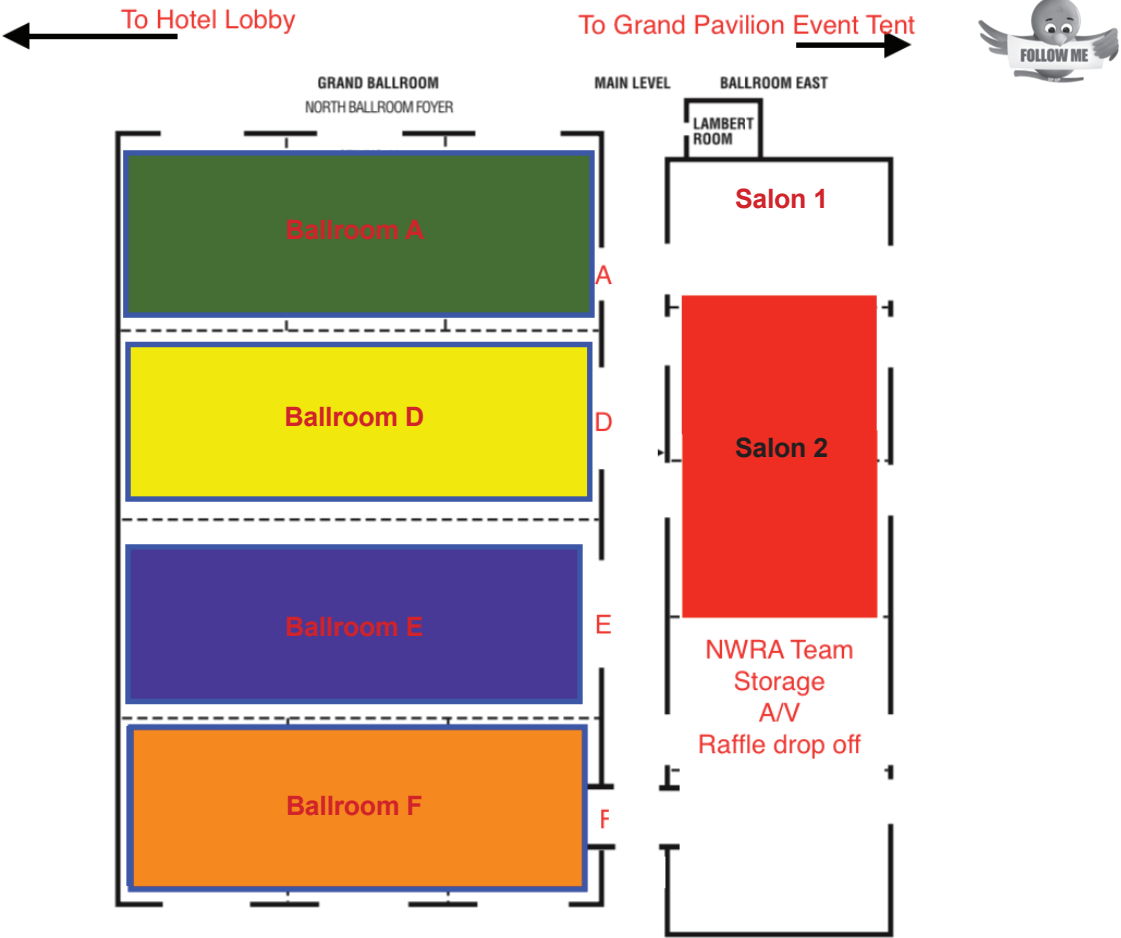 To Hotel Lobby
To Grand Pavilion Event Tent
FOLLOW ME
GRAND BALLROOM
MAIN LEVEL
BALLROOM EAST
NORTH BALLROOM FOYER
LAMBERT
ROOM
Salon 1
Ballroom A
A
Ballroom D
D
Salon 2
Ballroom E
E
NWRA Team
Storage
A/V
Raffle drop off
Ballroom F
F